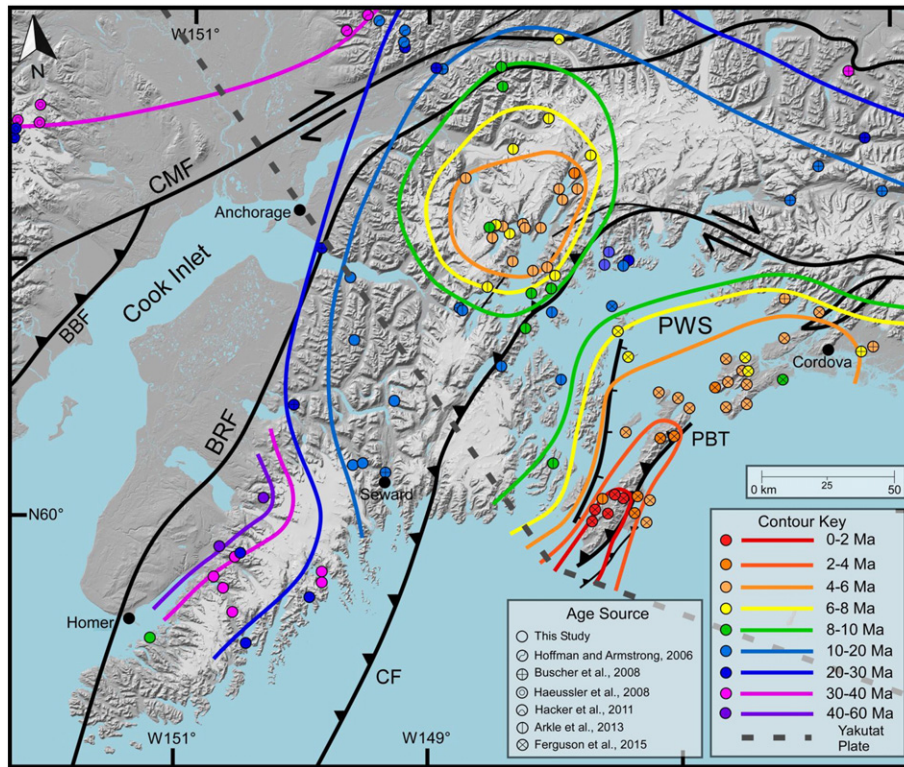 W151°
W149°
N
CMF
Anchorage
Cook Inlet
BBF
PWS
Cordova
BRF
PBT
Seward
0 km 25 50
N60°
Contour Key
0-2 Ma
2-4 Ma
4-6 Ma
6-8 Ma
8-10 Ma
10-20 Ma
20-30 Ma
30-40 Ma
40-60 Ma
Yakutat
Plate
Age Source
This Study
Hoffman and Armstrong, 2006
Buscher et al., 2008
Haeussler et al., 2008
Hacker et al., 2011
Arkle et al., 2013
Ferguson et al., 2015
Homer
CF
W151°
W149°